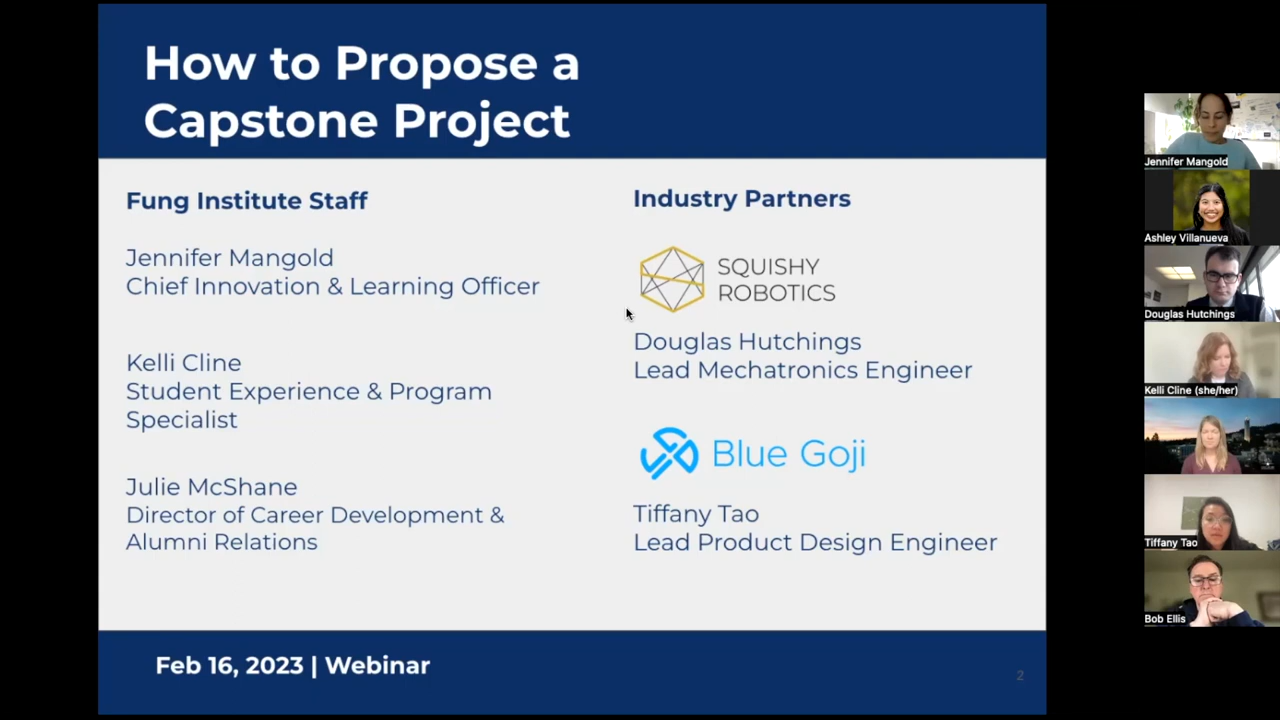 How to Propose a
Capstone Project
Fung Institute Staff
Jennifer Mangold
Chief Innovation & Learning Officer
Kelli Cline
Student Experience & Program
Specialist
Julie McShane
Director of Career Development &
Alumni Relations
Industry Partners
SQUISHY
ROBOTICS
Douglas Hutchings
Lead Mechatronics Engineer
Blue Goji
Tiffany Tao
Lead Product Design Engineer
Feb 16, 2023 | Webinar
2
Jennifer Mangold
Ashley Villanueva
Douglas Hutchings
Kelli Cline (she/her)
Tiffany Tao
Bob Ellis